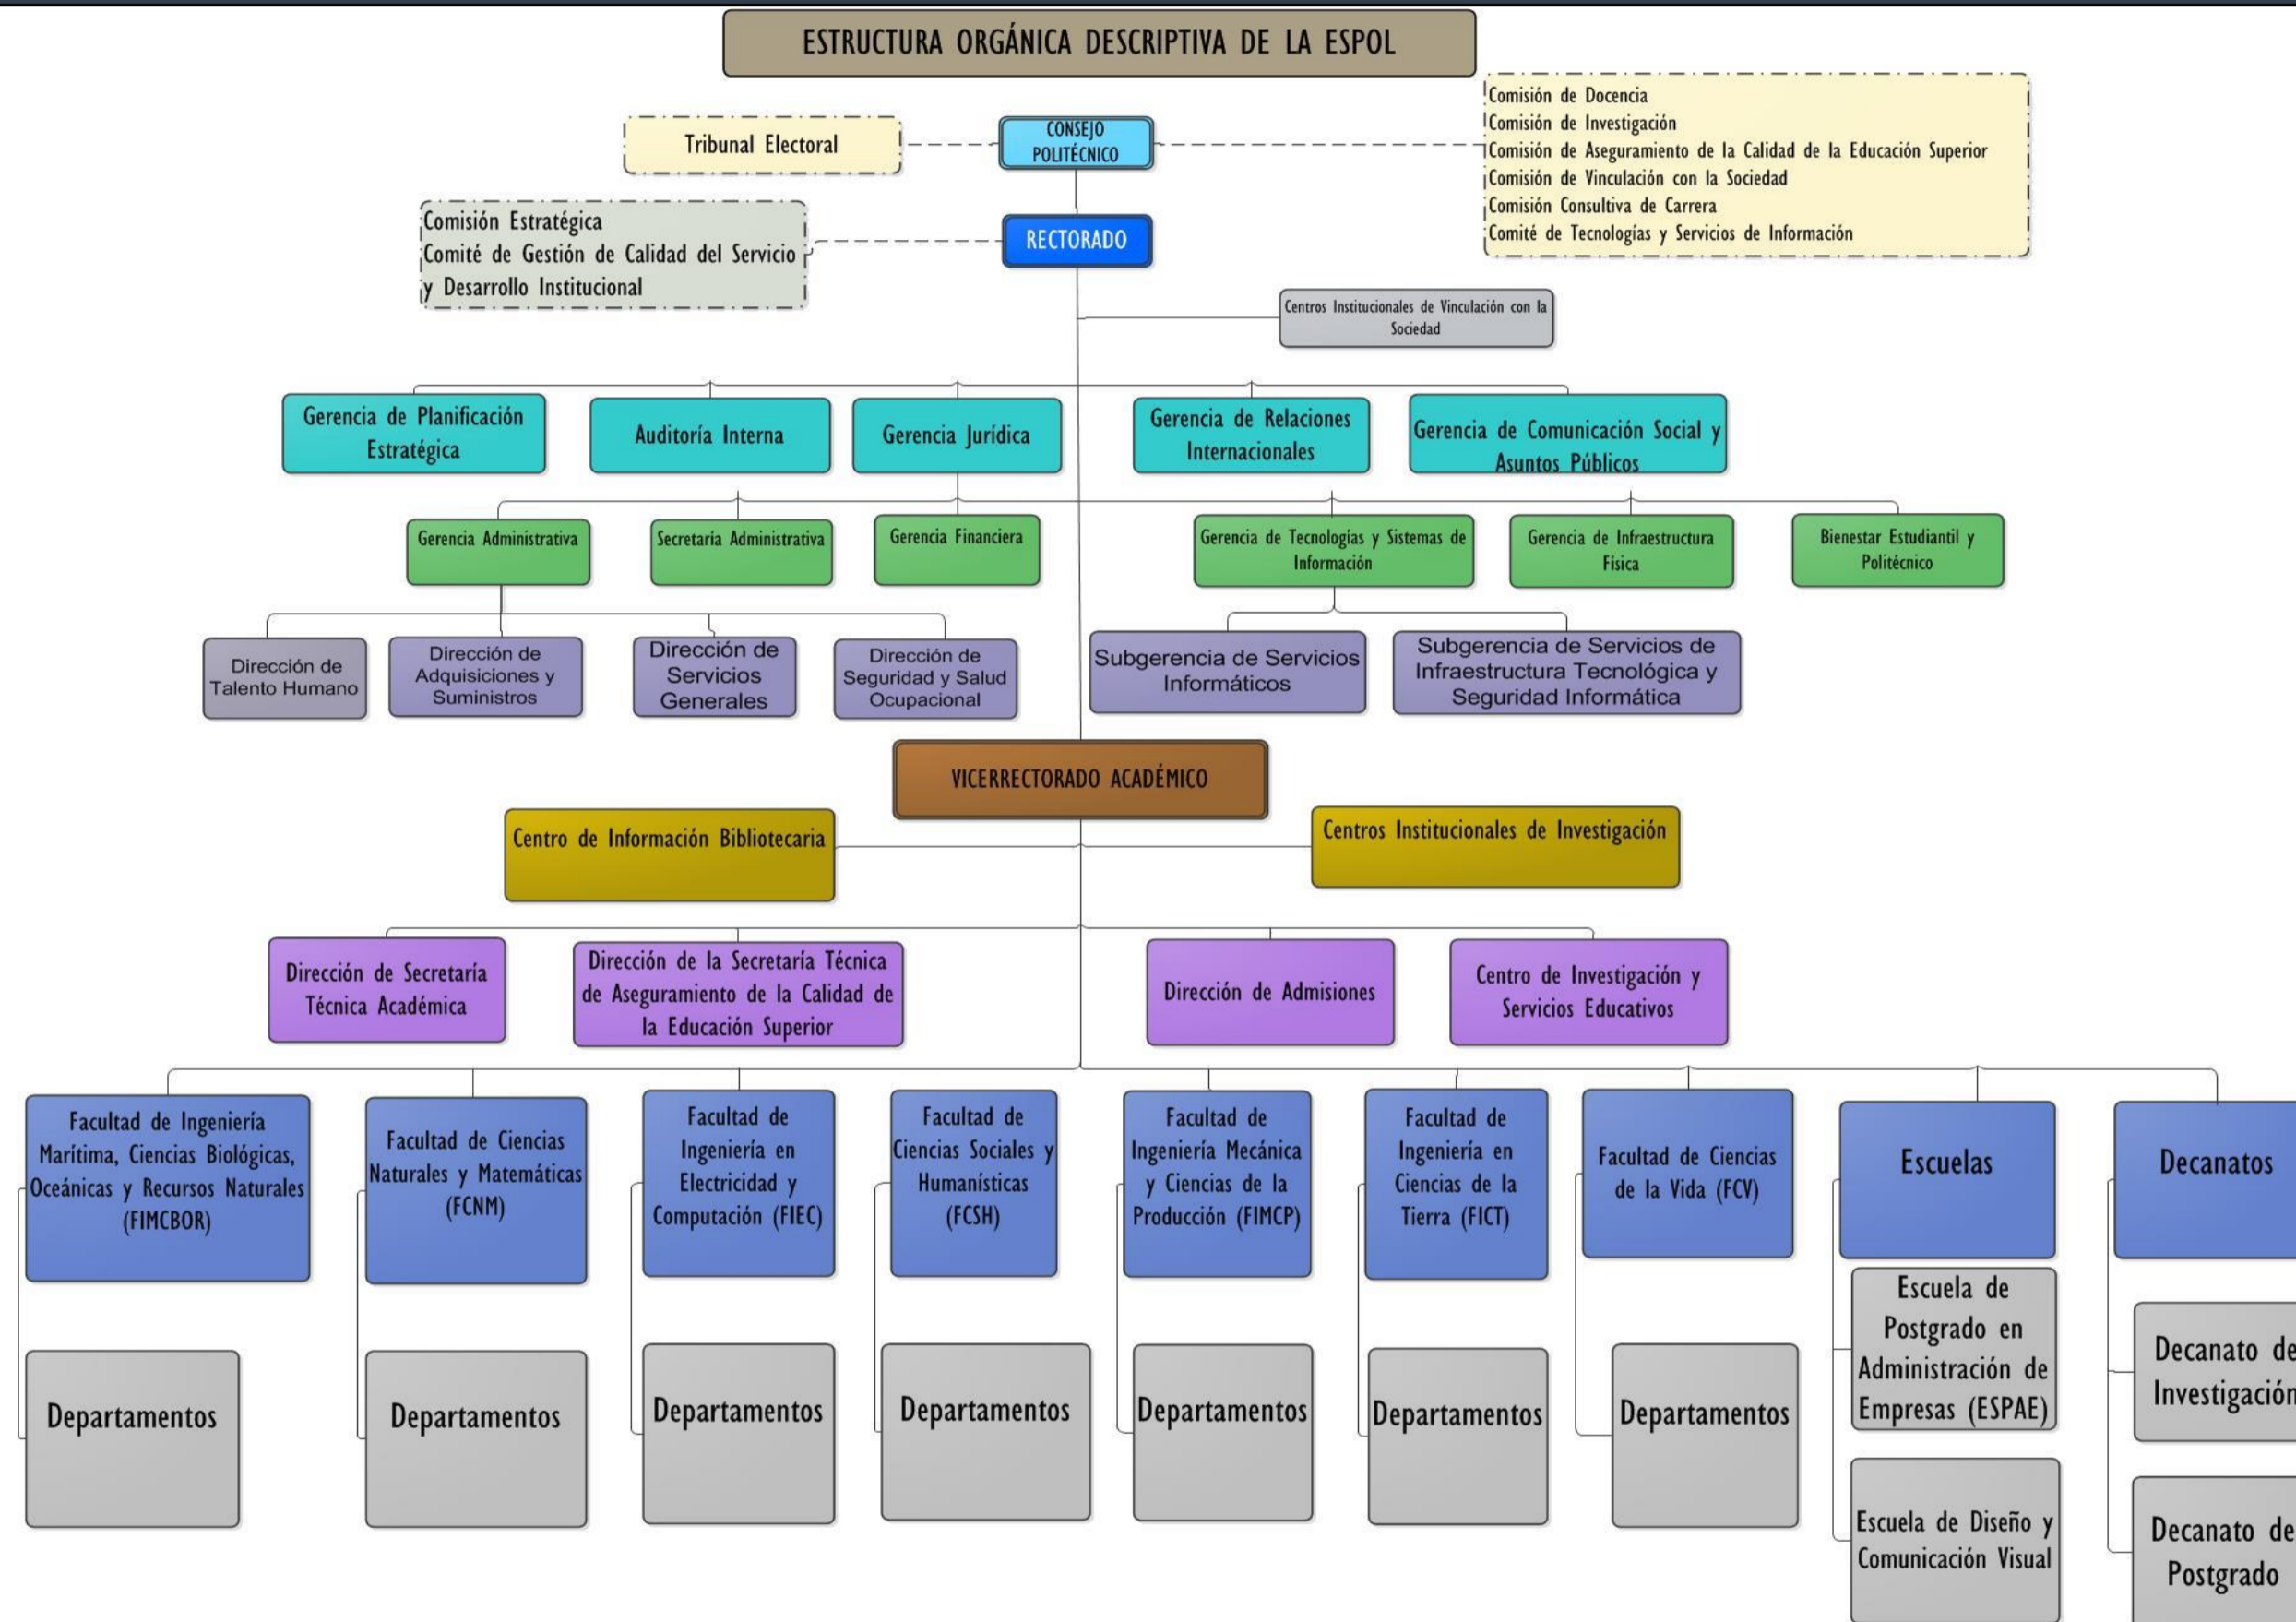 ESTRUCTURA ORGÁNICA DESCRIPTIVA DE LA ESPOL
Tribunal Electoral
CONSEJO
POLITÉCNICO
Comisión de Docencia
Comisión de Investigación
Comisión de Aseguramiento de la Calidad de la Educación Superior
Comisión de Vinculación con la Sociedad
Comisión Consultiva de Carrera
Comité de Tecnologías y Servicios de Información
Comisión Estratégica
Comité de Gestión de Calidad del Servicio
y Desarrollo Institucional
RECTORADO
Centros Institucionales de Vinculación con la
Sociedad
Gerencia de Planificación
Estratégica
Auditoría Interna
Gerencia Jurídica
Gerencia de Relaciones
Internacionales
Gerencia de Comunicación Social y
Asuntos Públicos
Gerencia Administrativa
Secretaría Administrativa
Gerencia Financiera
Gerencia de Tecnologías y Sistemas de
Información
Gerencia de Infraestructura
Física
Bienestar Estudiantil y
Politécnico
Dirección de
Talento Humano
Dirección de
Adquisiciones y
Suministros
Dirección de
Servicios
Generales
Dirección de
Seguridad y Salud
Ocupacional
Subgerencia de Servicios
Informáticos
Subgerencia de Servicios de
Infraestructura Tecnológica y
Seguridad Informática
VICERRECTORADO ACADÉMICO
Centro de Información Bibliotecaria
Centros Institucionales de Investigación
Dirección de Secretaría
Técnica Académica
Dirección de la Secretaría Técnica
de Aseguramiento de la Calidad de
la Educación Superior
Dirección de Admisiones
Centro de Investigación y
Servicios Educativos
Facultad de Ingeniería
Marítima, Ciencias Biológicas,
Oceánicas y Recursos Naturales
(FIMCBOR)
Facultad de Ciencias
Naturales y Matemáticas
(FCNM)
Facultad de
Ingeniería en
Electricidad y
Computación (FIEC)
Facultad de
Ciencias Sociales y
Humanísticas
(FCSH)
Facultad de
Ingeniería Mecánica
y Ciencias de la
Producción (FIMCP)
Facultad de
Ingeniería en
Ciencias de la
Tierra (FICT)
Facultad de Ciencias
de la Vida (FCV)
Escuelas
Decanatos
Departamentos
Departamentos
Departamentos
Departamentos
Departamentos
Departamentos
Departamentos
Escuela de
Postgrado en
Administración de
Empresas (ESPAE)
Escuela de Diseño y
Comunicación Visual
Decanato de
Investigación
Decanato de
Postgrado